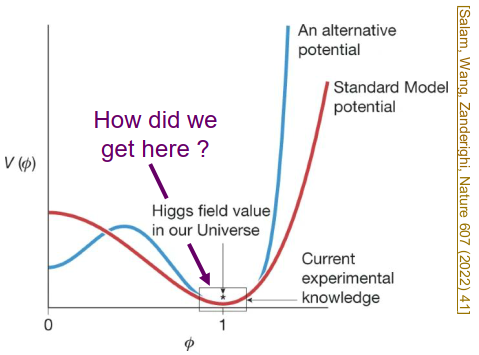 An alternative
potential
Standard Model
potential
How did we
get here ?
V (ϕ)
Higgs field value
in our Universe
Current
experimental
knowledge
0
1
ϕ
[Salam, Wang, Zanderighi, Nature 607 (2022) 41]